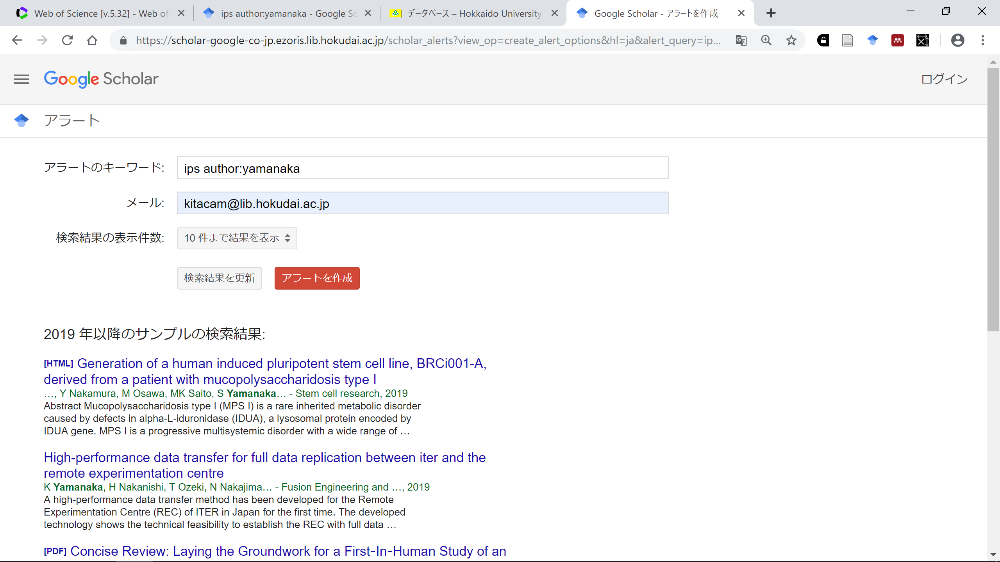 Web of Science [v.5.32] - Web of
ips author:yamanaka - Google Sc
データベース – Hokkaido University
Google Scholar - アラートを作成
https://scholar-google-co-jp.ezoris.lib.hokudai.ac.jp/scholar_alerts?view_op=create_alert_options&hl=ja&alert_query=ip...
Google Scholar
ログイン
アラート
アラートのキーワード: ips author:yamanaka
メール: kitacam@lib.hokudai.ac.jp
検索結果の表示件数: 10 件まで結果を表示
検索結果を更新 アラートを作成
2019 年以降のサンプルの検索結果:
[HTML] Generation of a human induced pluripotent stem cell line, BRCi001-A,
derived from a patient with mucopolysaccharidosis type I
…, Y Nakamura, M Osawa, MK Saito, S Yamanaka… - Stem cell research, 2019
Abstract Mucopolysaccharidosis type I (MPS I) is a rare inherited metabolic disorder
caused by defects in alpha-L-iduronidase (IDUA), a lysosomal protein encoded by
IDUA gene. MPS I is a progressive multisystemic disorder with a wide range of …
High-performance data transfer for full data replication between iter and the
remote experimentation centre
K Yamanaka, H Nakanishi, T Ozeki, N Nakajima… - Fusion Engineering and …, 2019
A high-performance data transfer method has been developed for the Remote
Experimentation Centre (REC) of ITER in Japan for the first time. The developed
technology shows the technical feasibility to establish the REC with full data …
[PDF] Concise Review: Laying the Groundwork for a First-In-Human Study of an